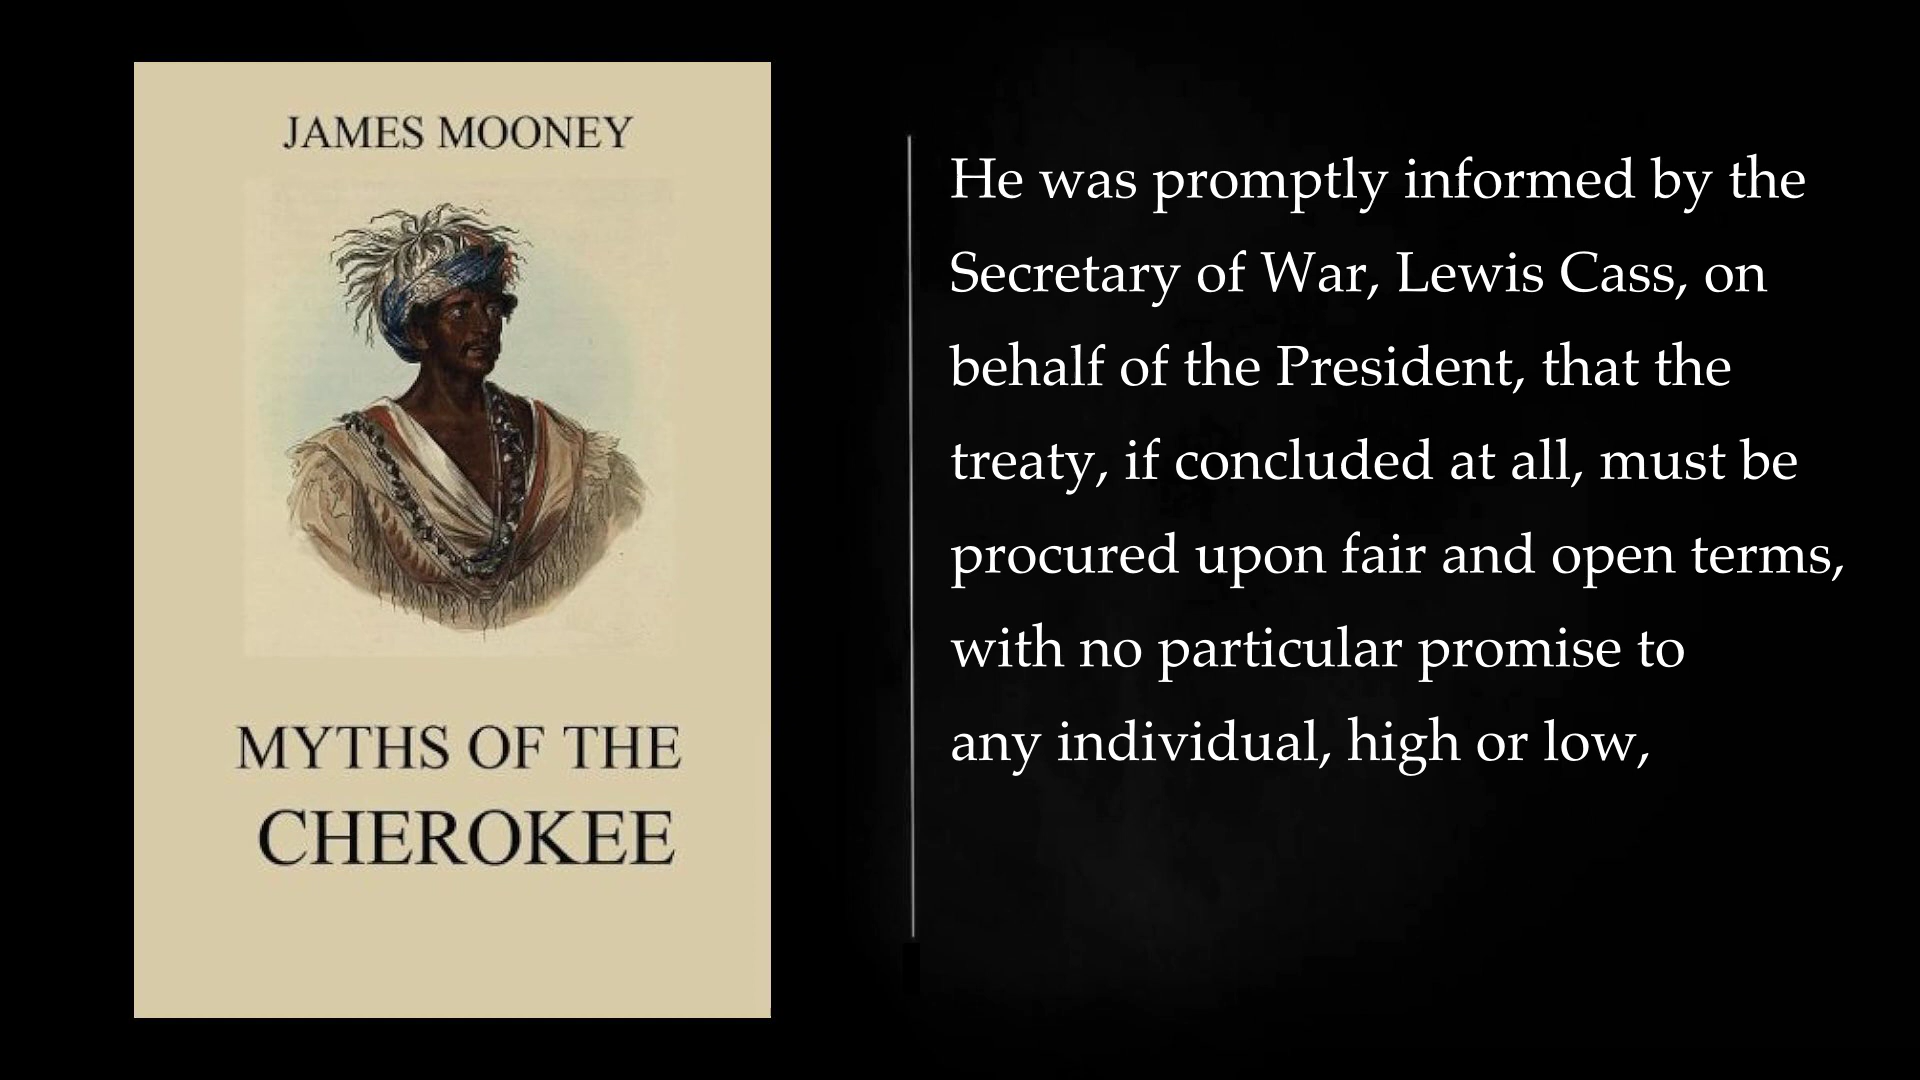 JAMES MOONEY
MYTHS OF THE
CHEROKEE
He was promptly informed by the
Secretary of War, Lewis Cass, on
behalf of the President, that the
treaty, if concluded at all, must be
procured upon fair and open terms,
with no particular promise to
any individual, high or low,